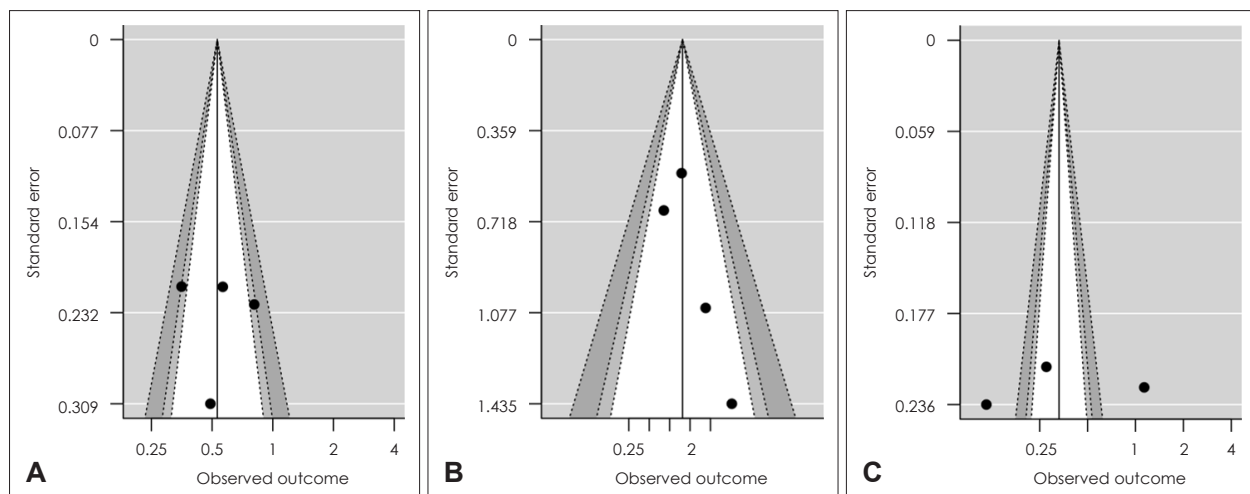 0
0.077
0.154
0.232
0.309
Standard error
0.25 0.5 1 2 4
Observed outcome
A
0
0.359
0.718
1.077
1.435
Standard error
0.25 2
Observed outcome
B
0
0.059
0.118
0.177
0.236
Standard error
0.25 1 2 4
Observed outcome
C